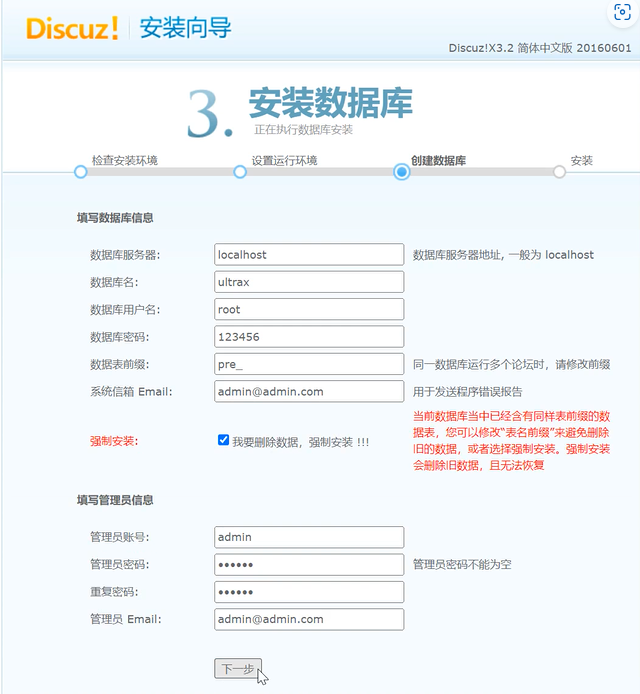 Discuz! 安装向导
Discuz!X3.2 简体中文版 20160601
3. 安装数据库
正在执行数据库安装
检查安装环境 设置运行环境 创建数据库 安装
填写数据库信息
数据库服务器: localhost 数据库服务器地址, 一般为 localhost
数据库名: ultrax
数据库用户名: root
数据库密码: 123456
数据表前缀: pre_ 同一数据库运行多个论坛时，请修改前缀
系统信箱 Email: admin@admin.com 用于发送程序错误报告
当前数据库当中已经含有同样表前缀的数
据表，您可以修改“表名前缀”来避免删除
强制安装: 我要删除数据，强制安装 !!! 旧的数据，或者选择强制安装。强制安装
会删除旧数据，且无法恢复
填写管理员信息
管理员账号: admin
管理员密码: •••••• 管理员密码不能为空
重复密码: ••••••
管理员 Email: admin@admin.com
下一步